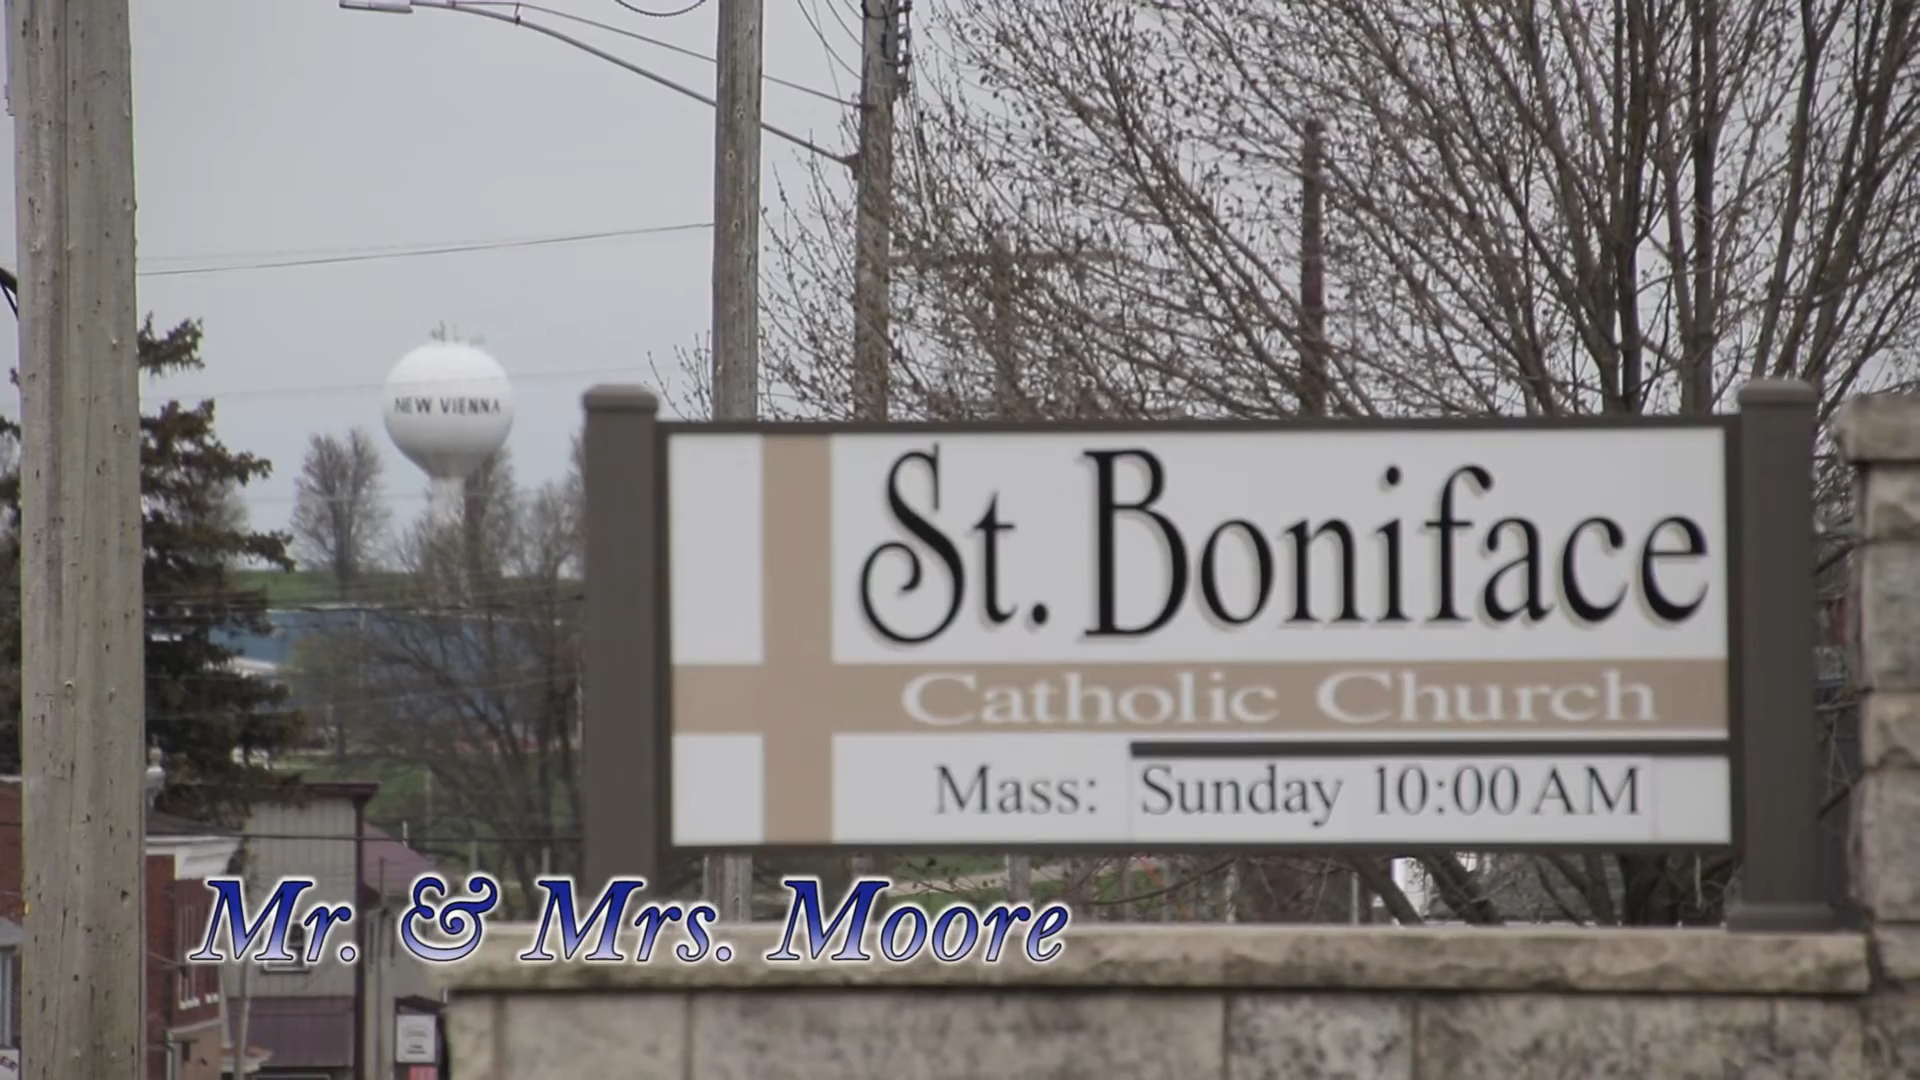 NEW VIENNA
St. Boniface
Catholic Church
Mass: Sunday 10:00 AM
Mr. & Mrs. Moore